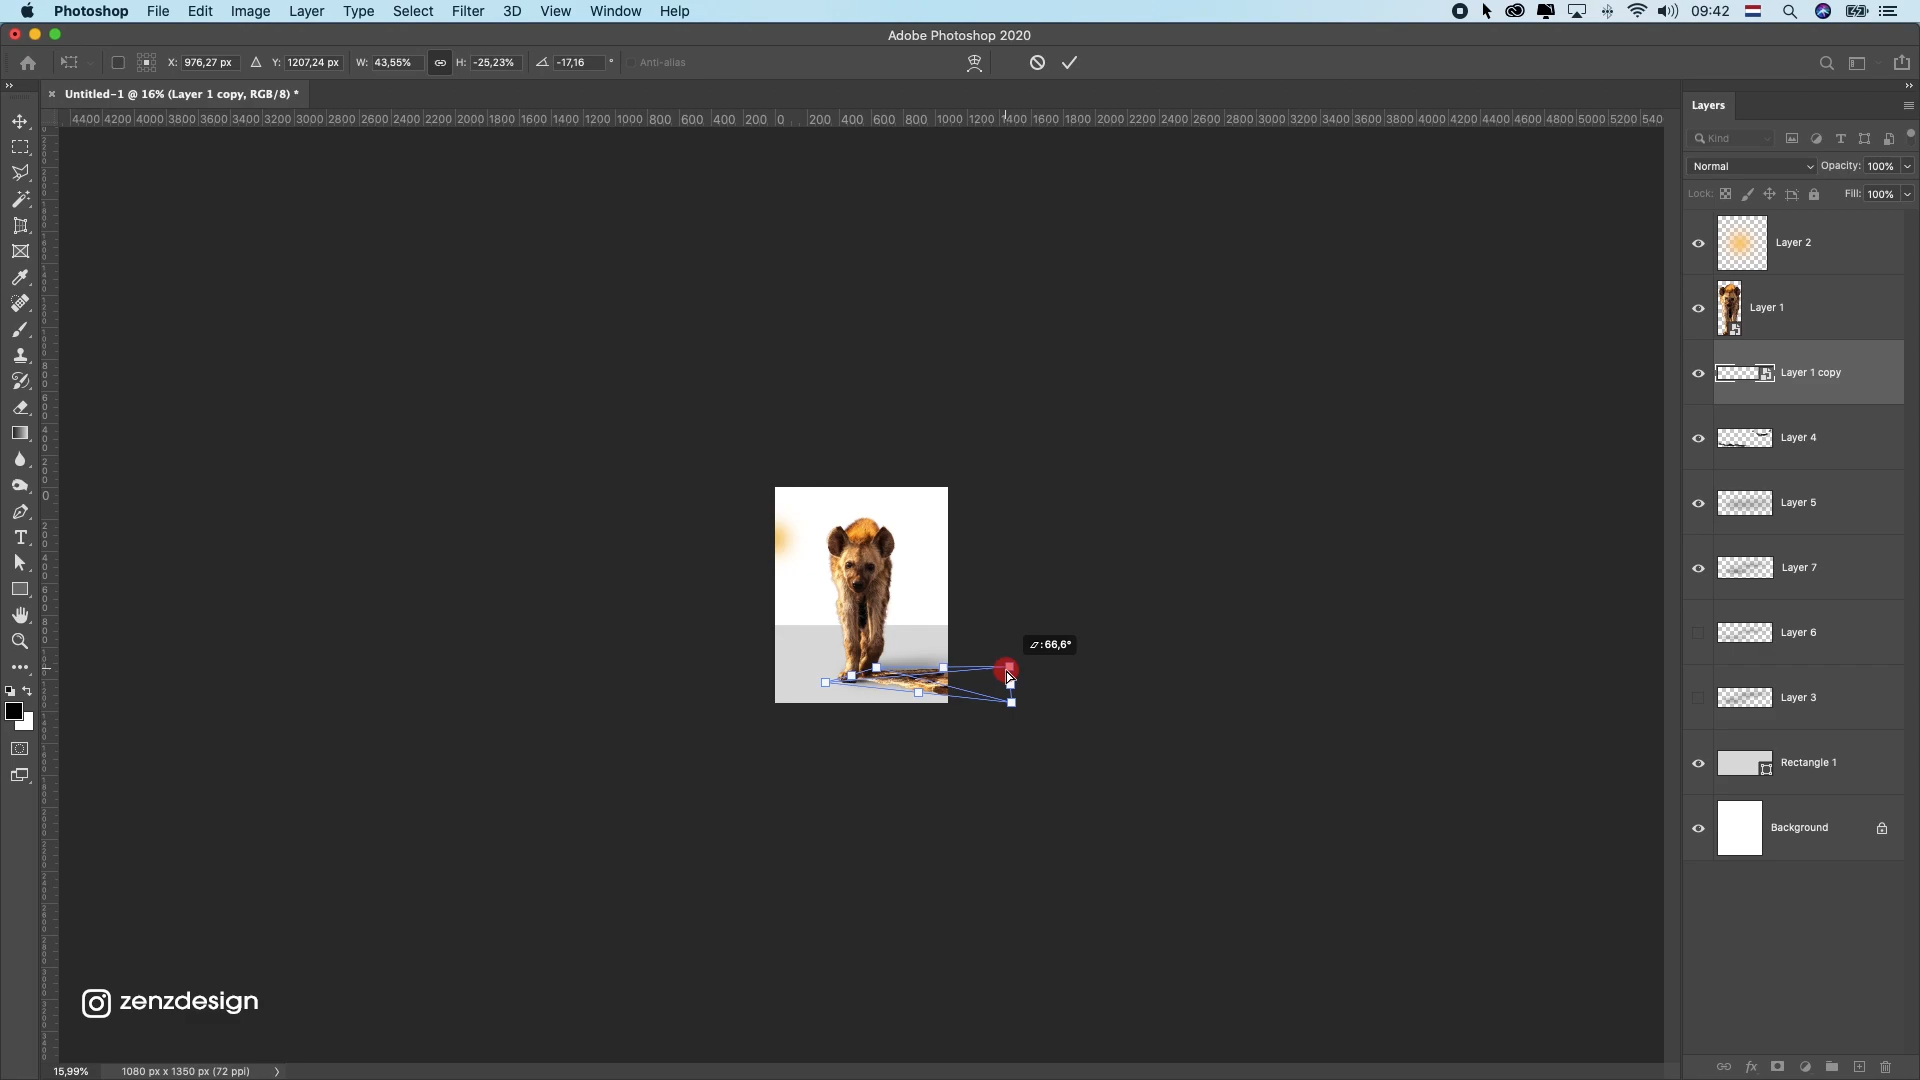 Photoshop File Edit Image Layer Type Select Filter 3D View Window Help 09:42
Adobe Photoshop 2020
X: 976,27 px Y: 1207,24 px W: 43,55% H: -25,23% -17,16 ° Anti-alias
Untitled-1 @ 16% (Layer 1 copy, RGB/8) *
4400 4200 4000 3800 3600 3400 3200 3000 2800 2600 2400 2200 2000 1800 1600 1400 1200 1000 800 600 400 200 0 200 400 600 800 1000 1200 1400 1600 1800 2000 2200 2400 2600 2800 3000 3200 3400 3600 3800 4000 4200 4400 4600 4800 5000 5200 540
Layers
Kind
Normal Opacity: 100%
Lock: Fill: 100%
Layer 2
Layer 1
Layer 1 copy
Layer 4
Layer 5
Layer 7
Layer 6
Layer 3
Rectangle 1
Background
:66,6°
zenzdesign
15,99% 1080 px x 1350 px (72 ppi)